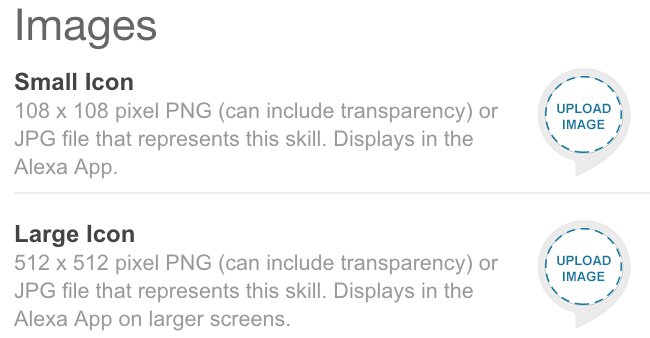 Images
Small Icon
108 x 108 pixel PNG (can include transparency) or
JPG file that represents this skill. Displays in the
Alexa App.
UPLOAD
IMAGE
Large Icon
512 x 512 pixel PNG (can include transparency) or
JPG file that represents this skill. Displays in the
Alexa App on larger screens.
UPLOAD
IMAGE